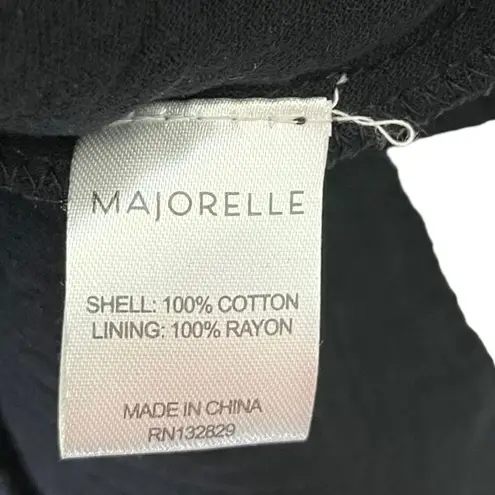 MAJORELLE
SHELL: 100% COTTON
LINING: 100% RAYON
MADE IN CHINA
RN132829